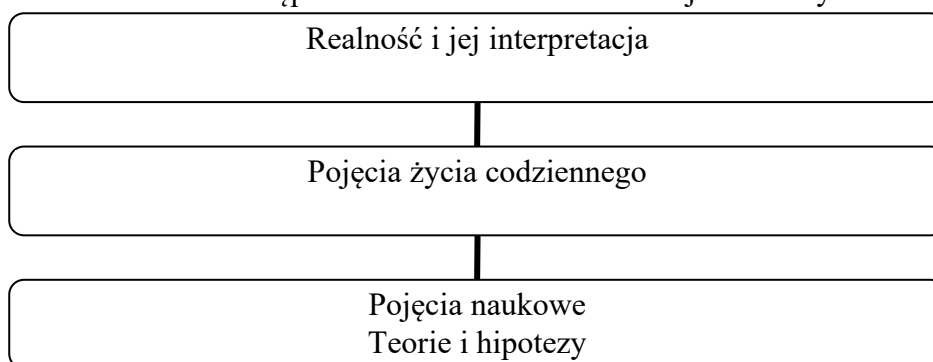 Realność i jej interpretacja
Pojęcia życia codziennego
Pojęcia naukowe
Teorie i hipotezy